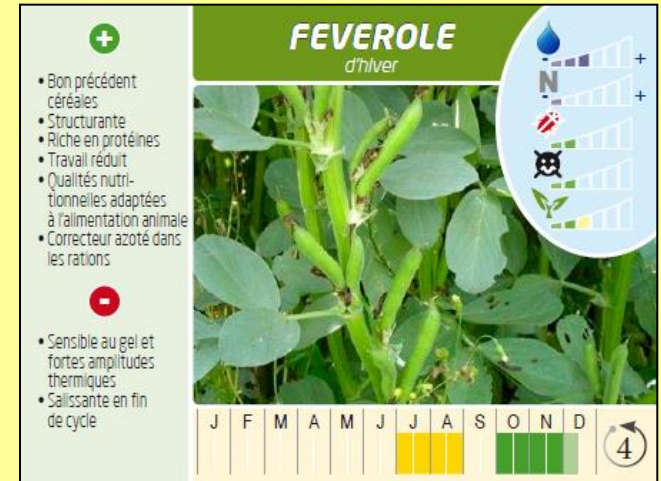 +
• Bon précédent
céréales
• Structurante
• Riche en protéines
• Travail réduit
• Qualités nutri-
tionnelles adaptées
à l'alimentation animale
• Correcteur azoté dans
les rations
-
• Sensible au gel et
fortes amplitudes
thermiques
• Salissante en fin
de cycle
FEVEROLE
d'hiver
- +
N
- +
-
-
-
J F M A M J J A S O N D
4